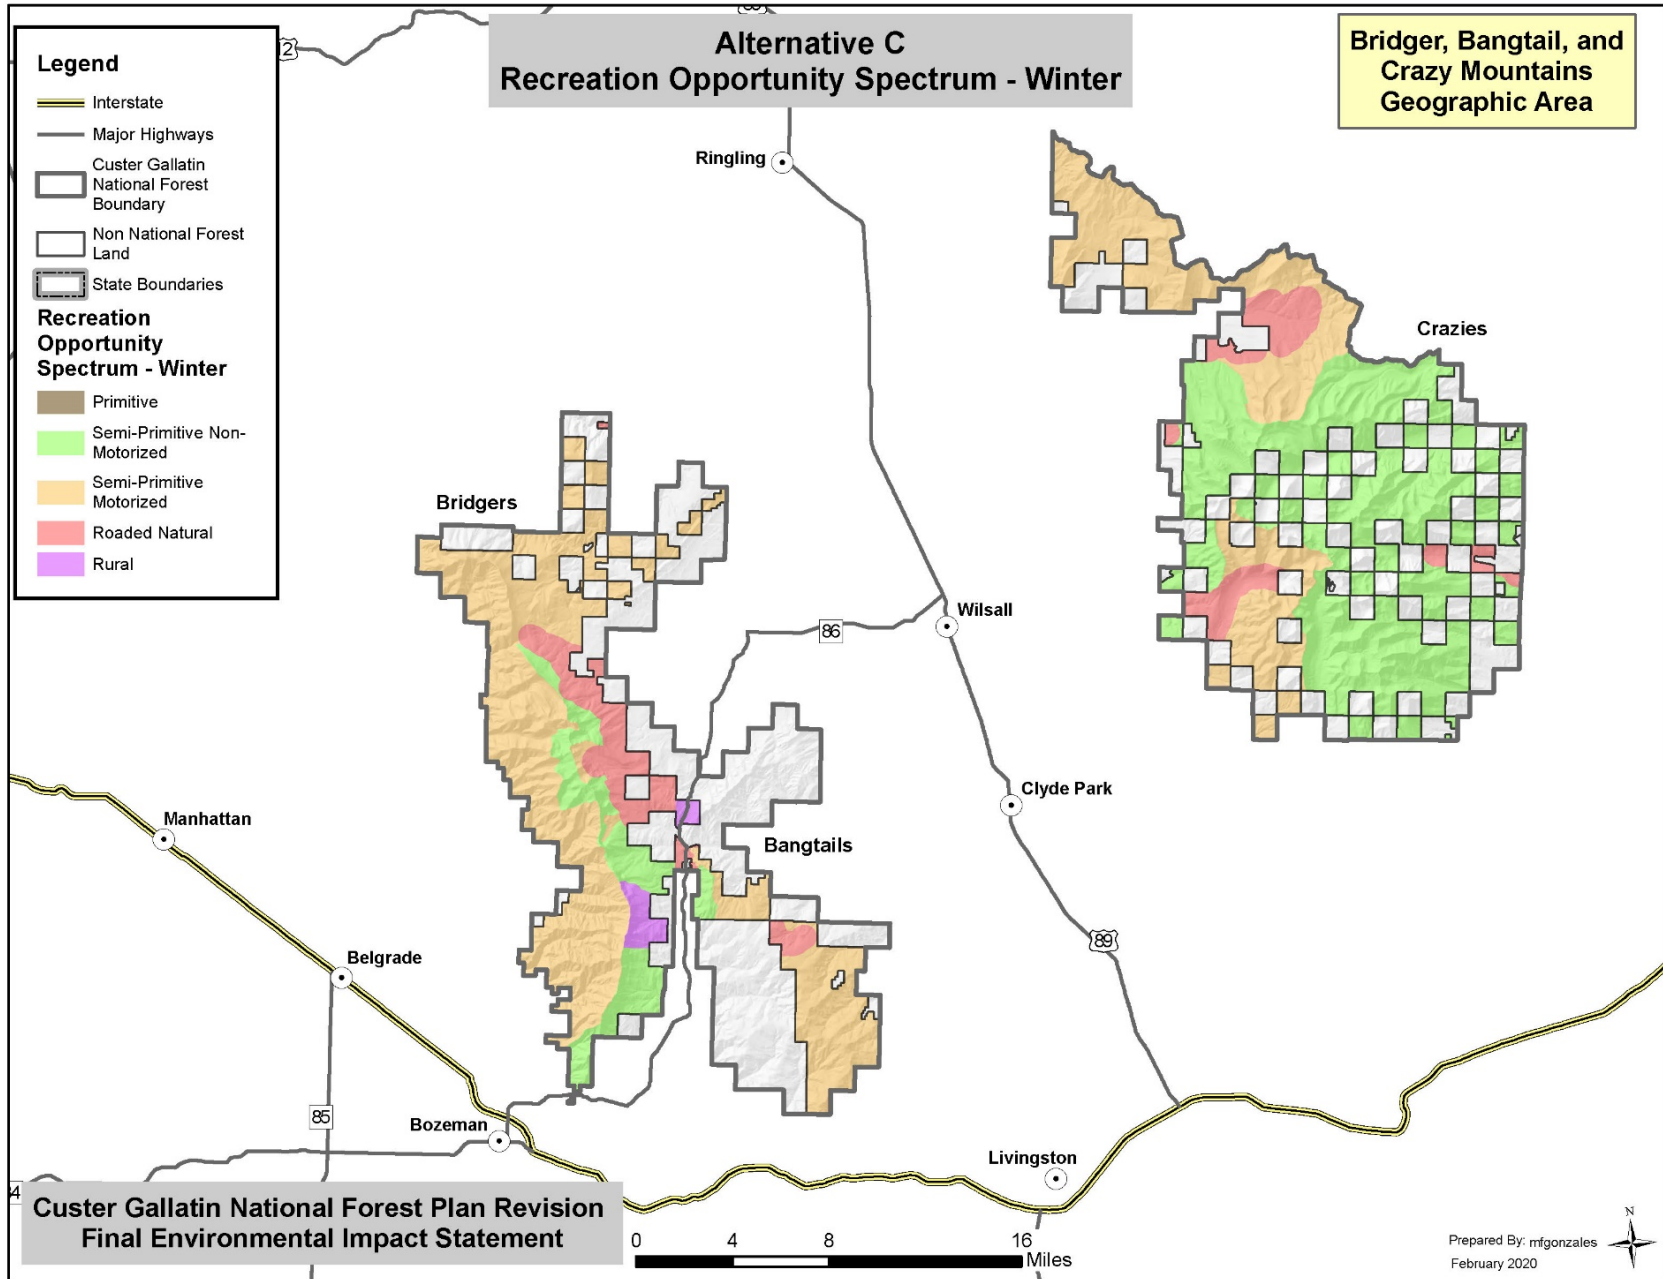 Alternative C
Recreation Opportunity Spectrum - Winter
Bridger, Bangtail, and
Crazy Mountains
Geographic Area
Legend
Interstate
Major Highways
Custer Gallatin
National Forest
Boundary
Non National Forest
Land
State Boundaries
Recreation
Opportunity
Spectrum - Winter
Primitive
Semi-Primitive Non-
Motorized
Semi-Primitive
Motorized
Roaded Natural
Rural
Ringling
Crazies
Bridgers
Wilsall
86
Clyde Park
Manhattan
Bangtails
89
Belgrade
85
Bozeman
Livingston
Custer Gallatin National Forest Plan Revision
Final Environmental Impact Statement
0 4 8 16
Miles
N
Prepared By: mfgonzales
February 2020